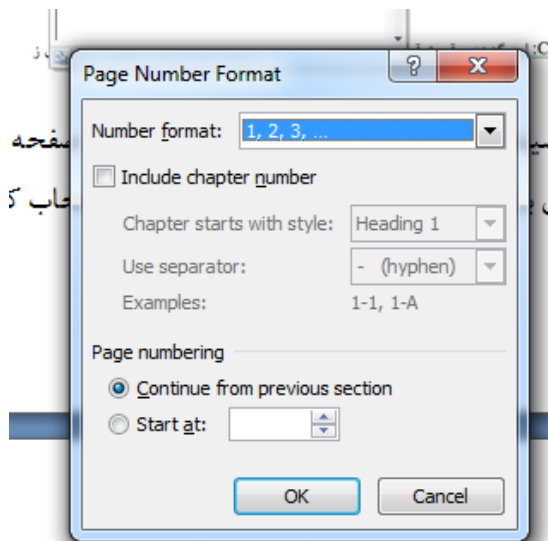 Page Number Format
Number format: 1, 2, 3, ...
صفحه
Include chapter number
Chapter starts with style: Heading 1
Use separator: - (hyphen)
Examples: 1-1, 1-A
Page numbering
Continue from previous section
Start at:
OK Cancel